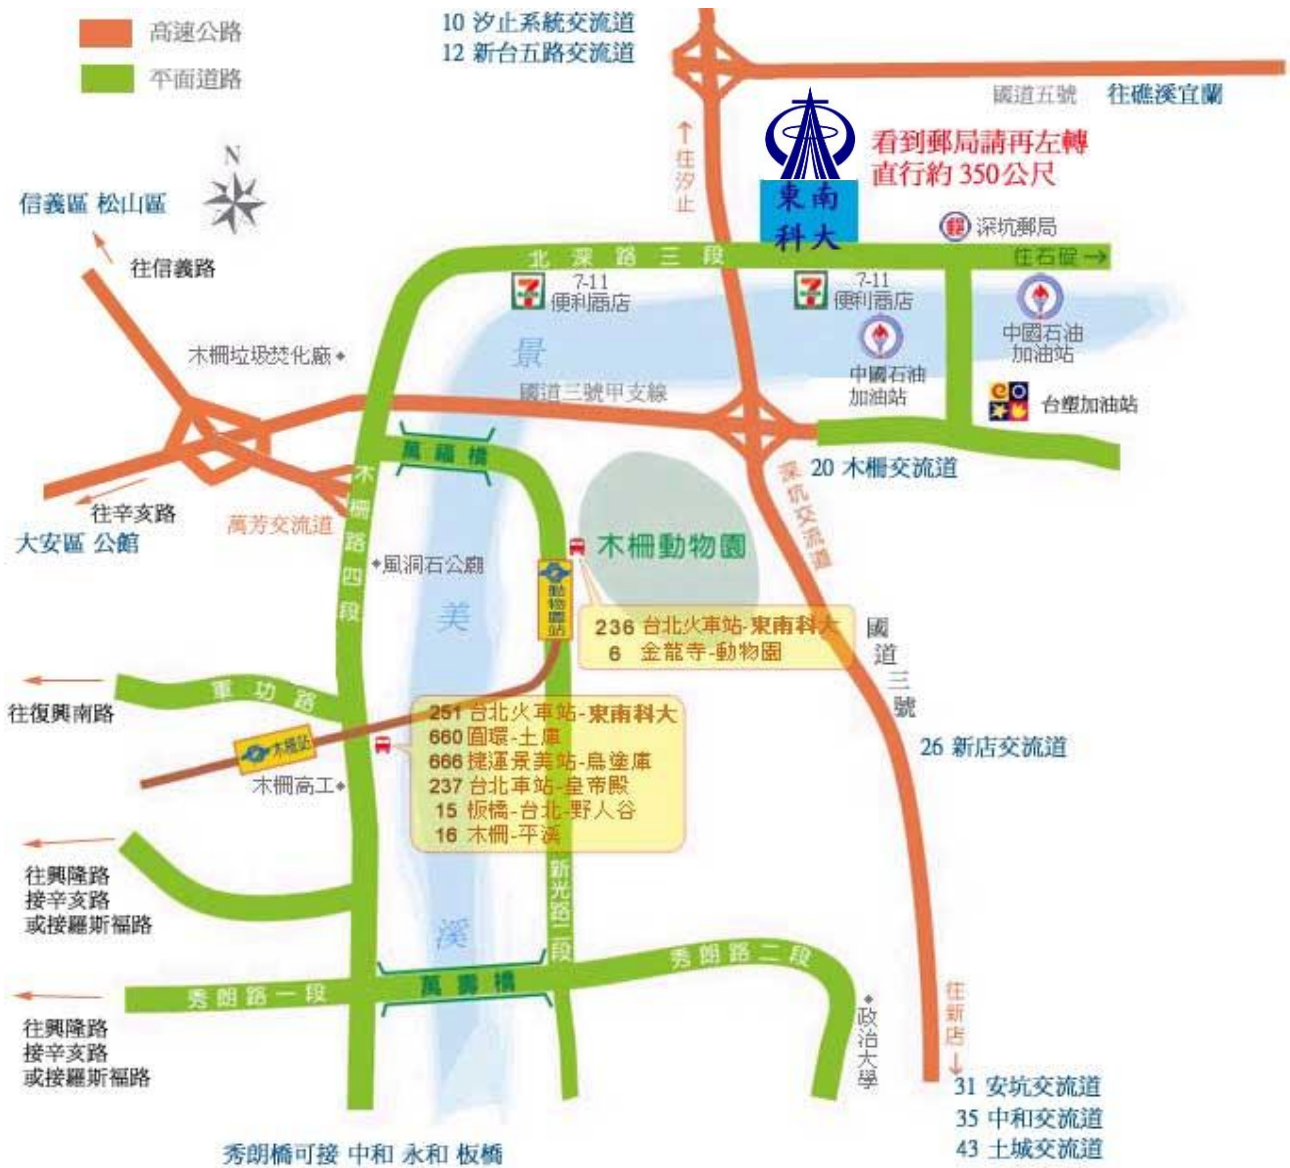 高速公路
平面道路
10 汐止系統交流道
12 新台五路交流道
國道五號
往礁溪宜蘭
往汐止
東南
科大
看到郵局請再左轉
直行約 350公尺
N
信義區 松山區
往信義路
深坑郵局
北深路三段
往石碇
7-11
便利商店
7-11
便利商店
中國石油
加油站
中國石油
加油站
台塑加油站
木柵垃圾焚化廠
景
國道三號甲支線
萬福橋
20 木柵交流道
深坑交流道
往辛亥路
大安區 公館
萬芳交流道
木柵路四段
風洞石公廟
木柵動物園
動物園站
美
236 台北火車站-東南科大
6 金龍寺-動物園
國道三號
往復興南路
軍功路
251 台北火車站-東南科大
660 圓環-土庫
666 捷運景美站-烏塗庫
237 台北車站-皇帝殿
15 板橋-台北-野人谷
16 木柵-平溪
木柵站
木柵高工
26 新店交流道
往興隆路
接辛亥路
或接羅斯福路
新光路二段
溪
秀朗路一段
萬壽橋
秀朗路二段
往興隆路
接辛亥路
或接羅斯福路
政治大學
往新店
31 安坑交流道
35 中和交流道
43 土城交流道
秀朗橋可接 中和 永和 板橋